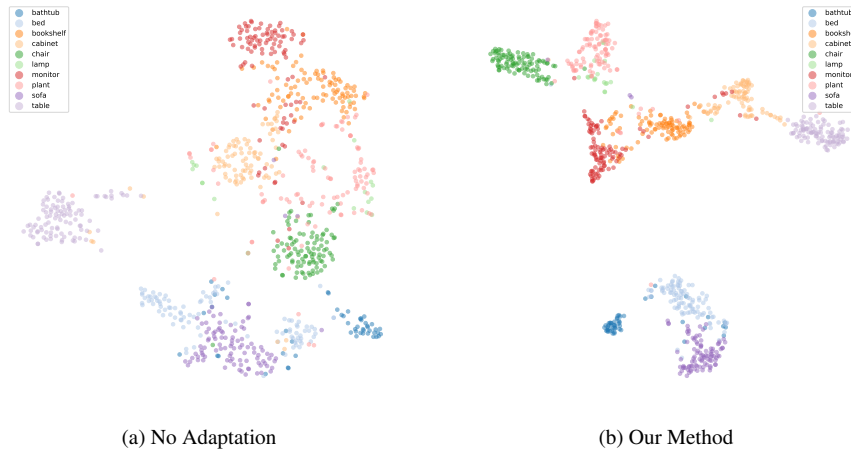 bathtub
bed
bookshelf
cabinet
chair
lamp
monitor
plant
sofa
table
bathtub
bed
bookshelf
cabinet
chair
lamp
monitor
plant
sofa
table
(a) No Adaptation
(b) Our Method